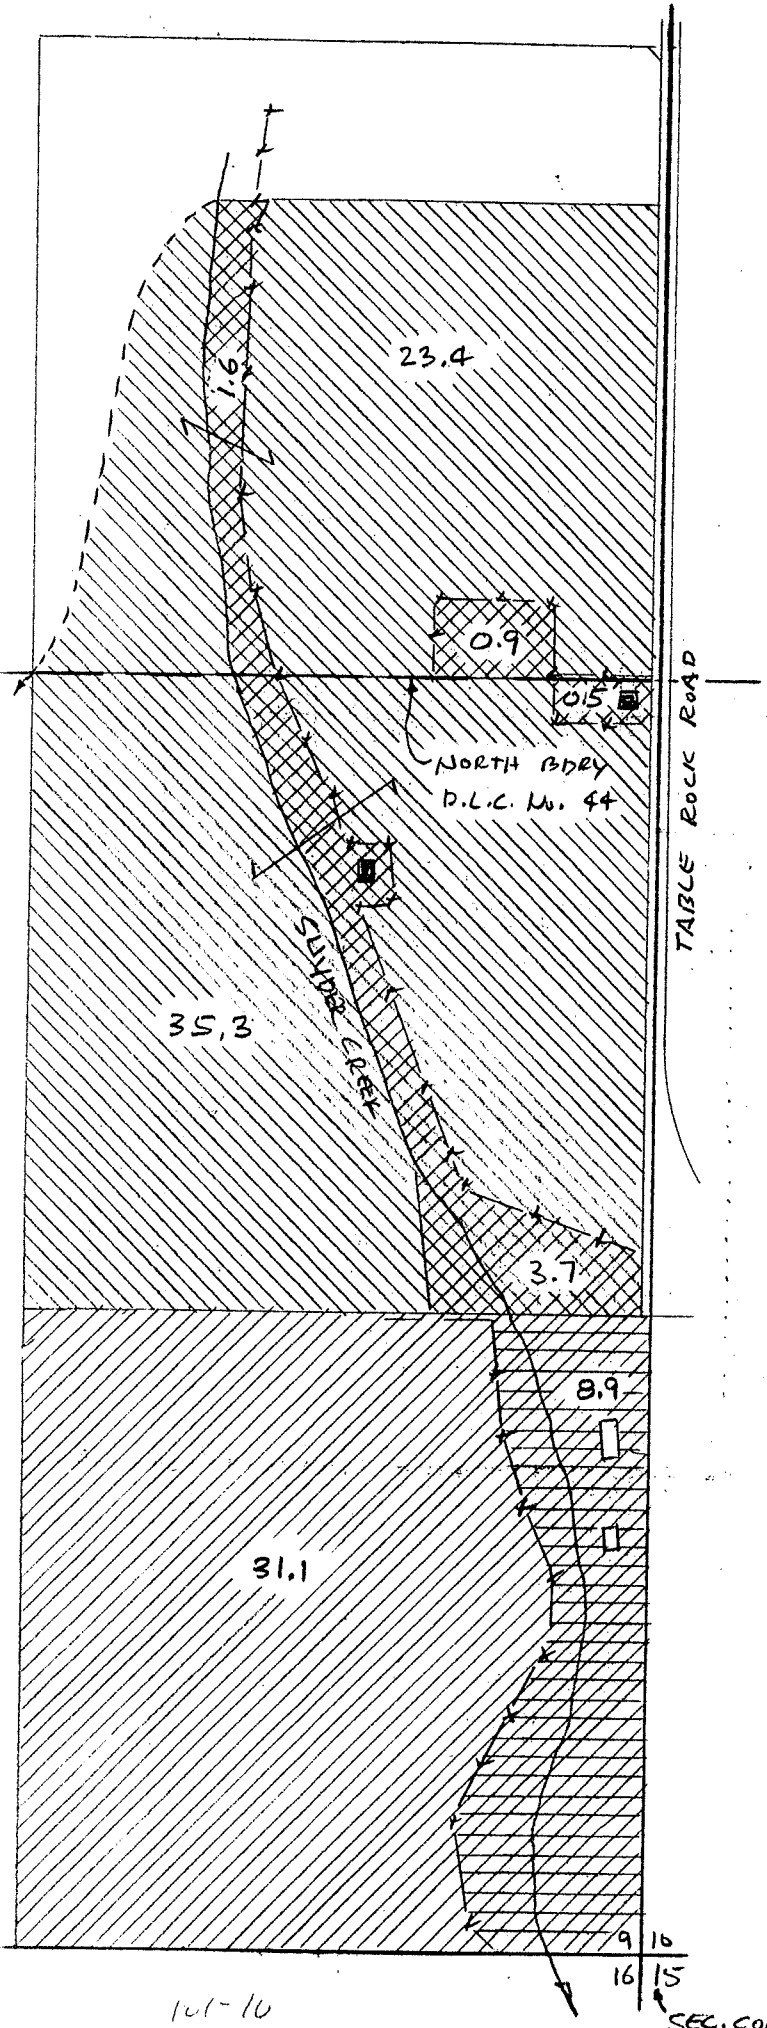 23.4
1.6
0.9
0.5
NORTH BDRY
D.L.C. No. 44
TABLE ROCK ROAD
35.3
SNYDER CREEK
3.7
8.9
31.1
9 10
16 15
SEC. COR